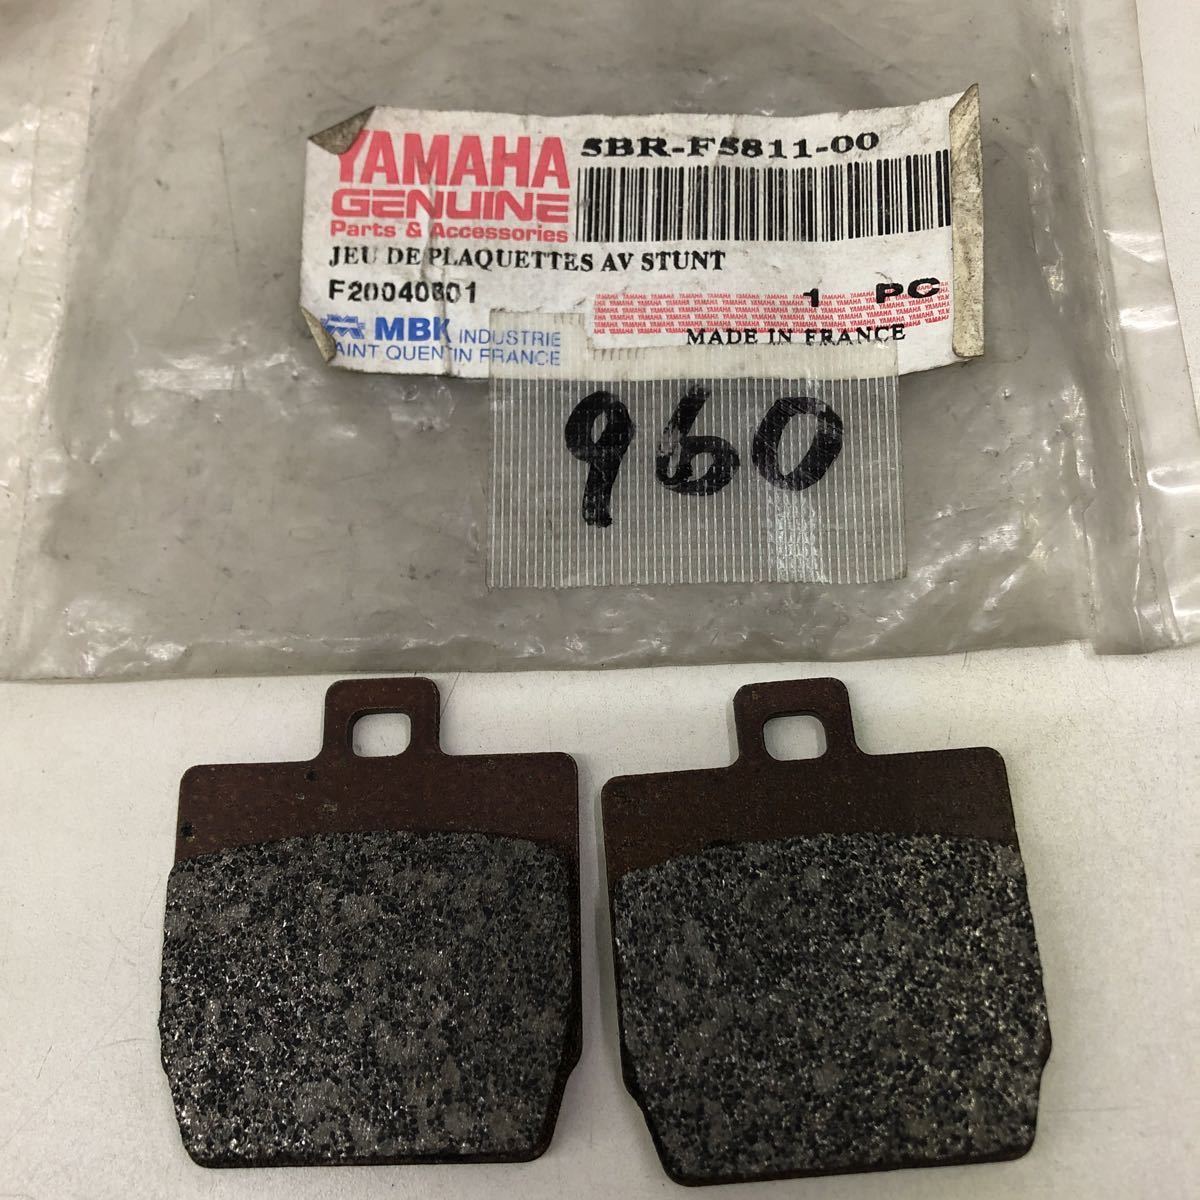 YAMAHA
GENUINE
Parts & Accessories
5BR-F5811-00
JEU DE PLAQUETTES AV STUNT
F20040601
1 PC
MBK INDUSTRIE
AINT QUENTIN FRANCE
MADE IN FRANCE
960